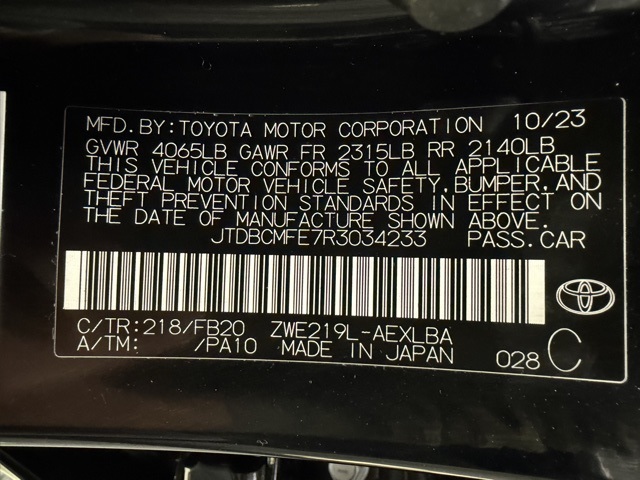 MFD.BY:TOYOTA MOTOR CORPORATION 10/23
GVWR 4065LB GAWR FR 2315LB RR 2140LB
THIS VEHICLE CONFORMS TO ALL APPLICABLE
FEDERAL MOTOR VEHICLE SAFETY,BUMPER,AND
THEFT PREVENTION STANDARDS IN EFFECT ON
THE DATE OF MANUFACTURE SHOWN ABOVE.
JTDBCMFE7R3034233 PASS.CAR
C/TR:218/FB20 ZWE219L-AEXLBA
A/TM: /PA10 MADE IN JAPAN 028 C